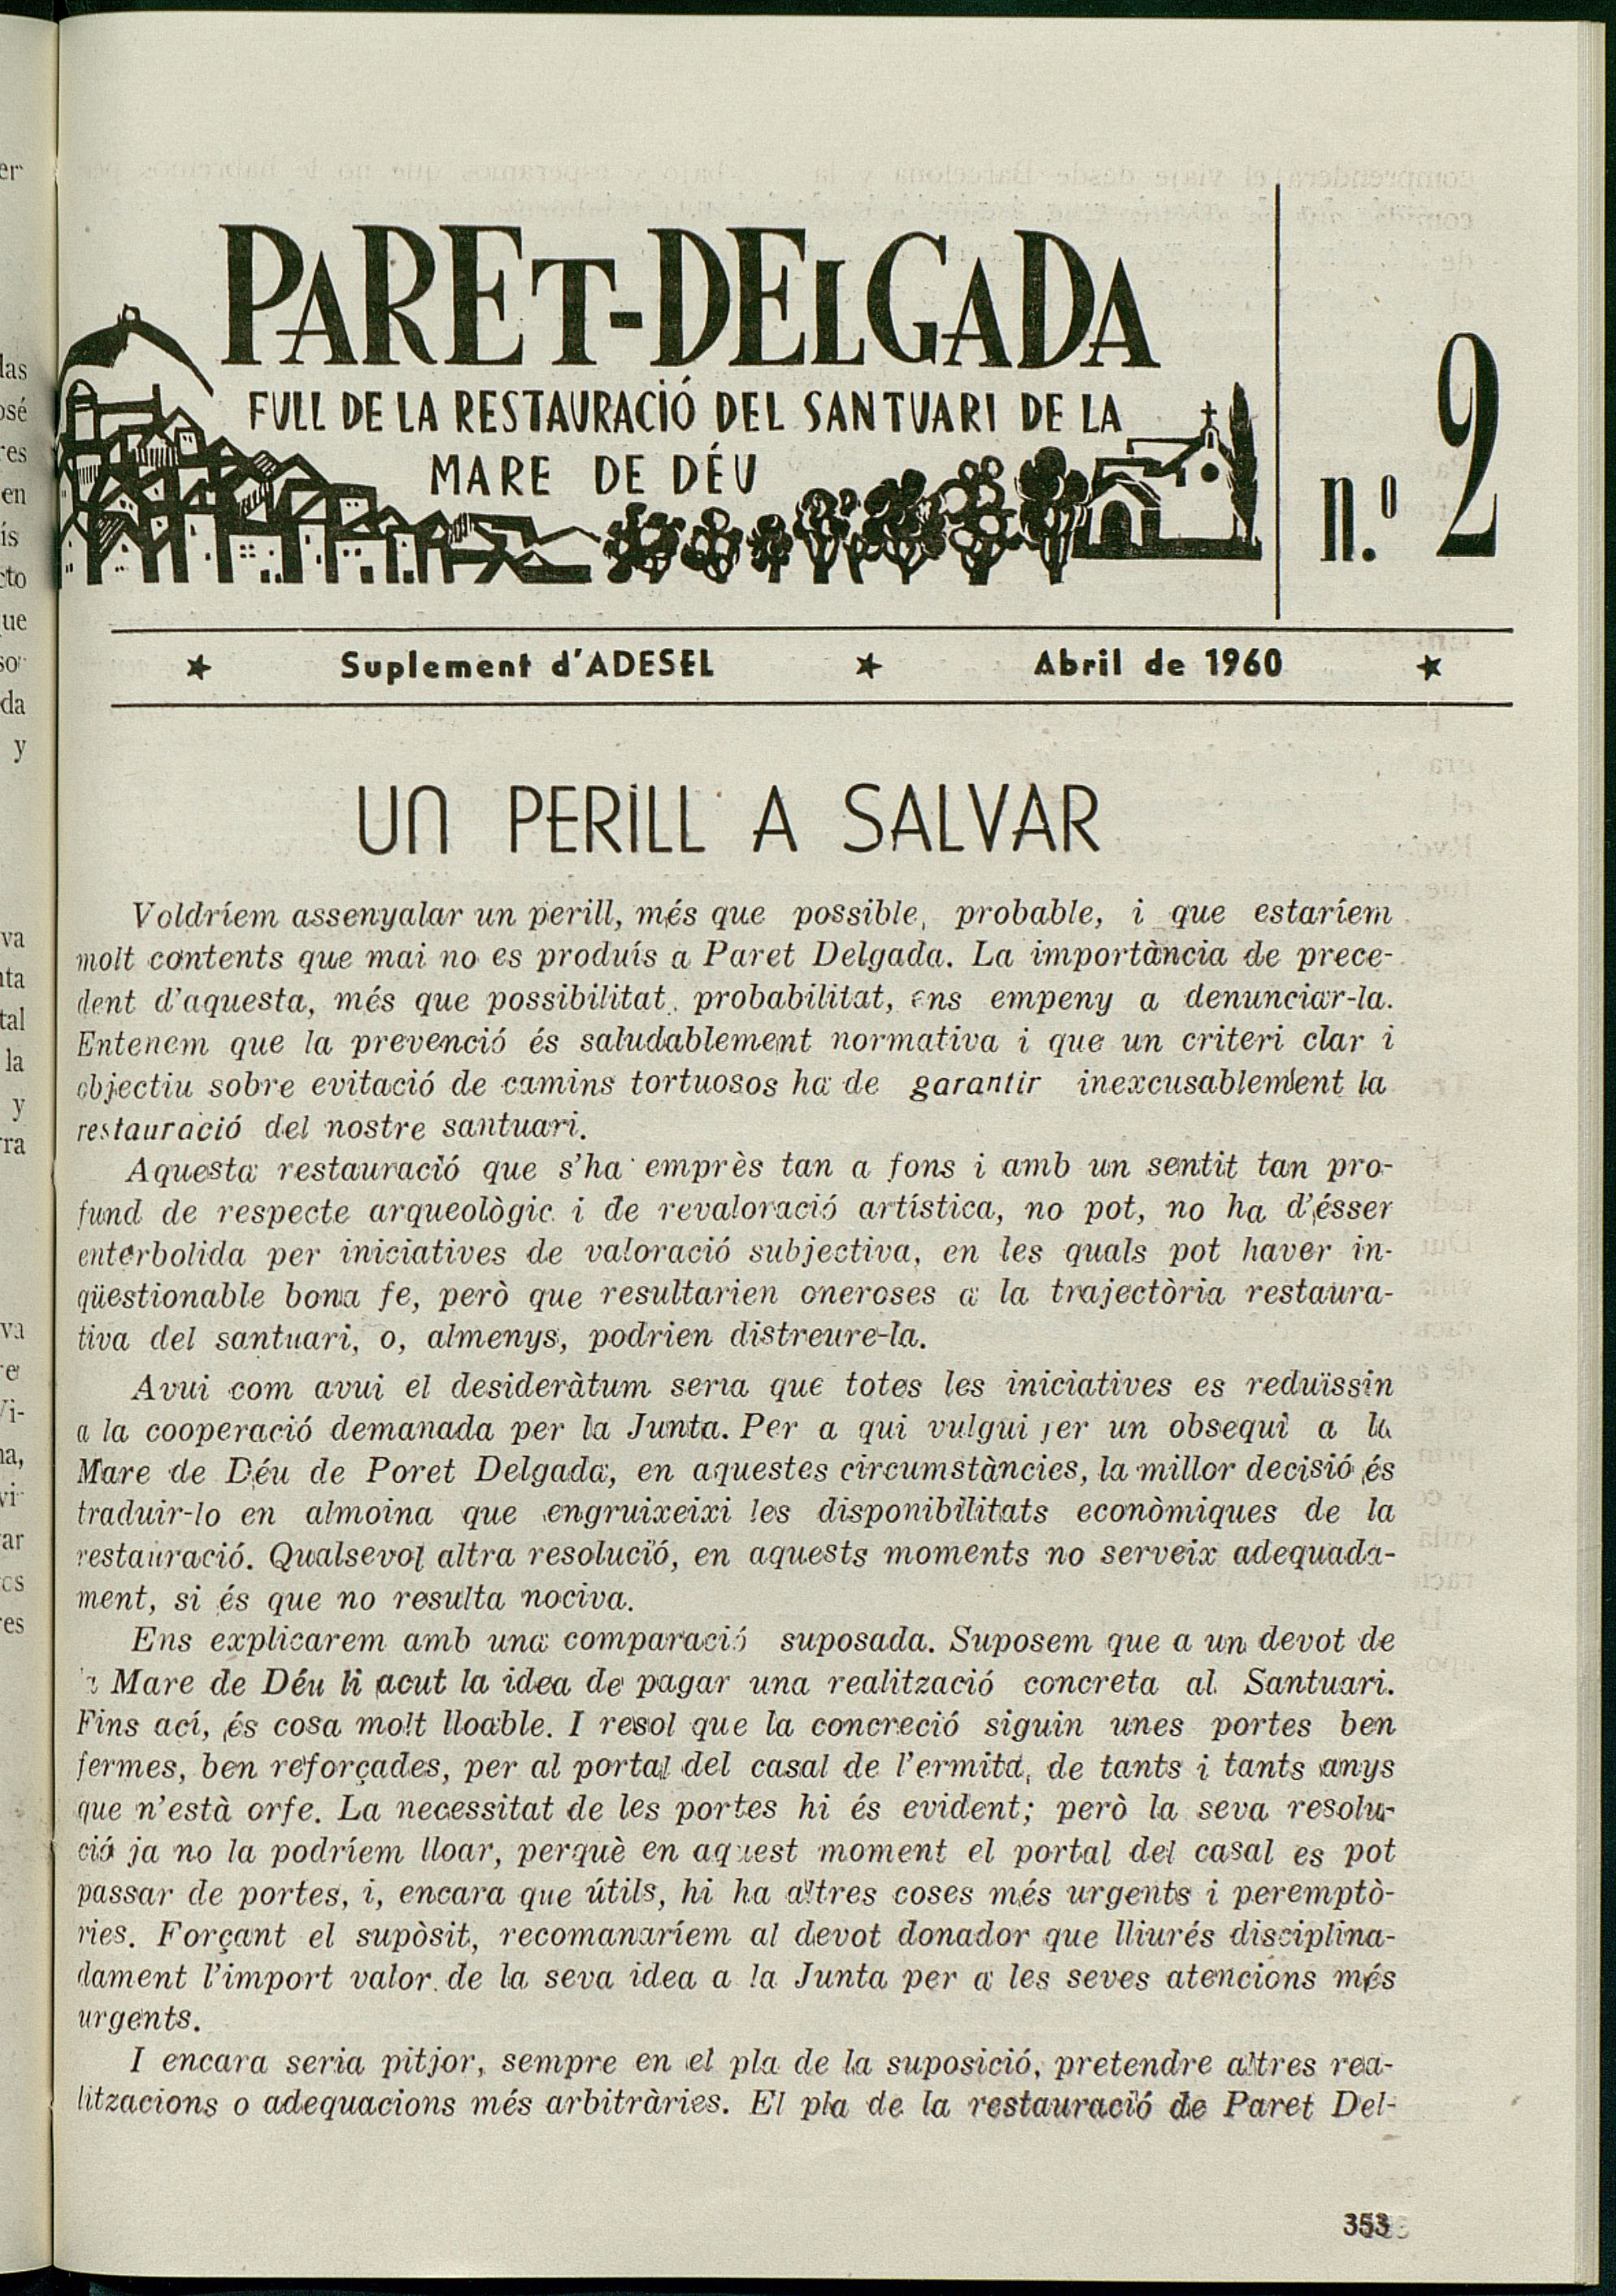 PARET-DELGADA
FULL DE LA RESTAURACIÓ DEL SANTUARI DE LA
MARE DE DÉU
n.º 2
★ Suplement d'ADESEL ★ Abril de 1960 ★
UN PERILL A SALVAR
Voldríem assenyalar un perill, més que possible, probable, i que estaríem
molt contents que mai no es produís a Paret Delgada. La importància de prece-
dent d'aquesta, més que possibilitat, probabilitat, ens empeny a denunciar-la.
Entenem que la prevenció és saludablement normativa i que un criteri clar i
objectiu sobre evitació de camins tortuosos ha de garantir inexcusablement la
restauració del nostre santuari.
Aquesta restauració que s'ha emprès tan a fons i amb un sentit tan pro-
fund de respecte arqueològic i de revaloració artística, no pot, no ha d'ésser
enterbolida per iniciatives de valoració subjectiva, en les quals pot haver in-
qüestionable bona fe, però que resultarien oneroses a la trajectòria restaura-
tiva del santuari, o, almenys, podrien distreure-la.
Avui com avui el desideràtum seria que totes les iniciatives es reduïssin
a la cooperació demanada per la Junta. Per a qui vulgui fer un obsequi a la
Mare de Déu de Poret Delgada, en aquestes circumstàncies, la millor decisió és
traduir-lo en almoina que engruixeixi les disponibilitats econòmiques de la
restauració. Qualsevol altra resolució, en aquests moments no serveix adequada-
ment, si és que no resulta nociva.
Ens explicarem amb una comparació suposada. Suposem que a un devot de
la Mare de Déu li acut la idea de pagar una realització concreta al Santuari.
Fins ací, és cosa molt lloable. I resol que la concreció siguin unes portes ben
fermes, ben reforçades, per al portal del casal de l'ermita, de tants i tants anys
que n'està orfe. La necessitat de les portes hi és evident; però la seva resolu-
ció ja no la podríem lloar, perquè en aquest moment el portal del casal es pot
passar de portes, i, encara que útils, hi ha altres coses més urgents i peremptò-
ries. Forçant el supòsit, recomanaríem al devot donador que lliurés disciplina-
dament l'import valor de la seva idea a la Junta per a les seves atencions més
urgents.
I encara seria pitjor, sempre en el pla de la suposició, pretendre altres rea-
litzacions o adequacions més arbitràries. El pla de la restauració de Paret Del-
353